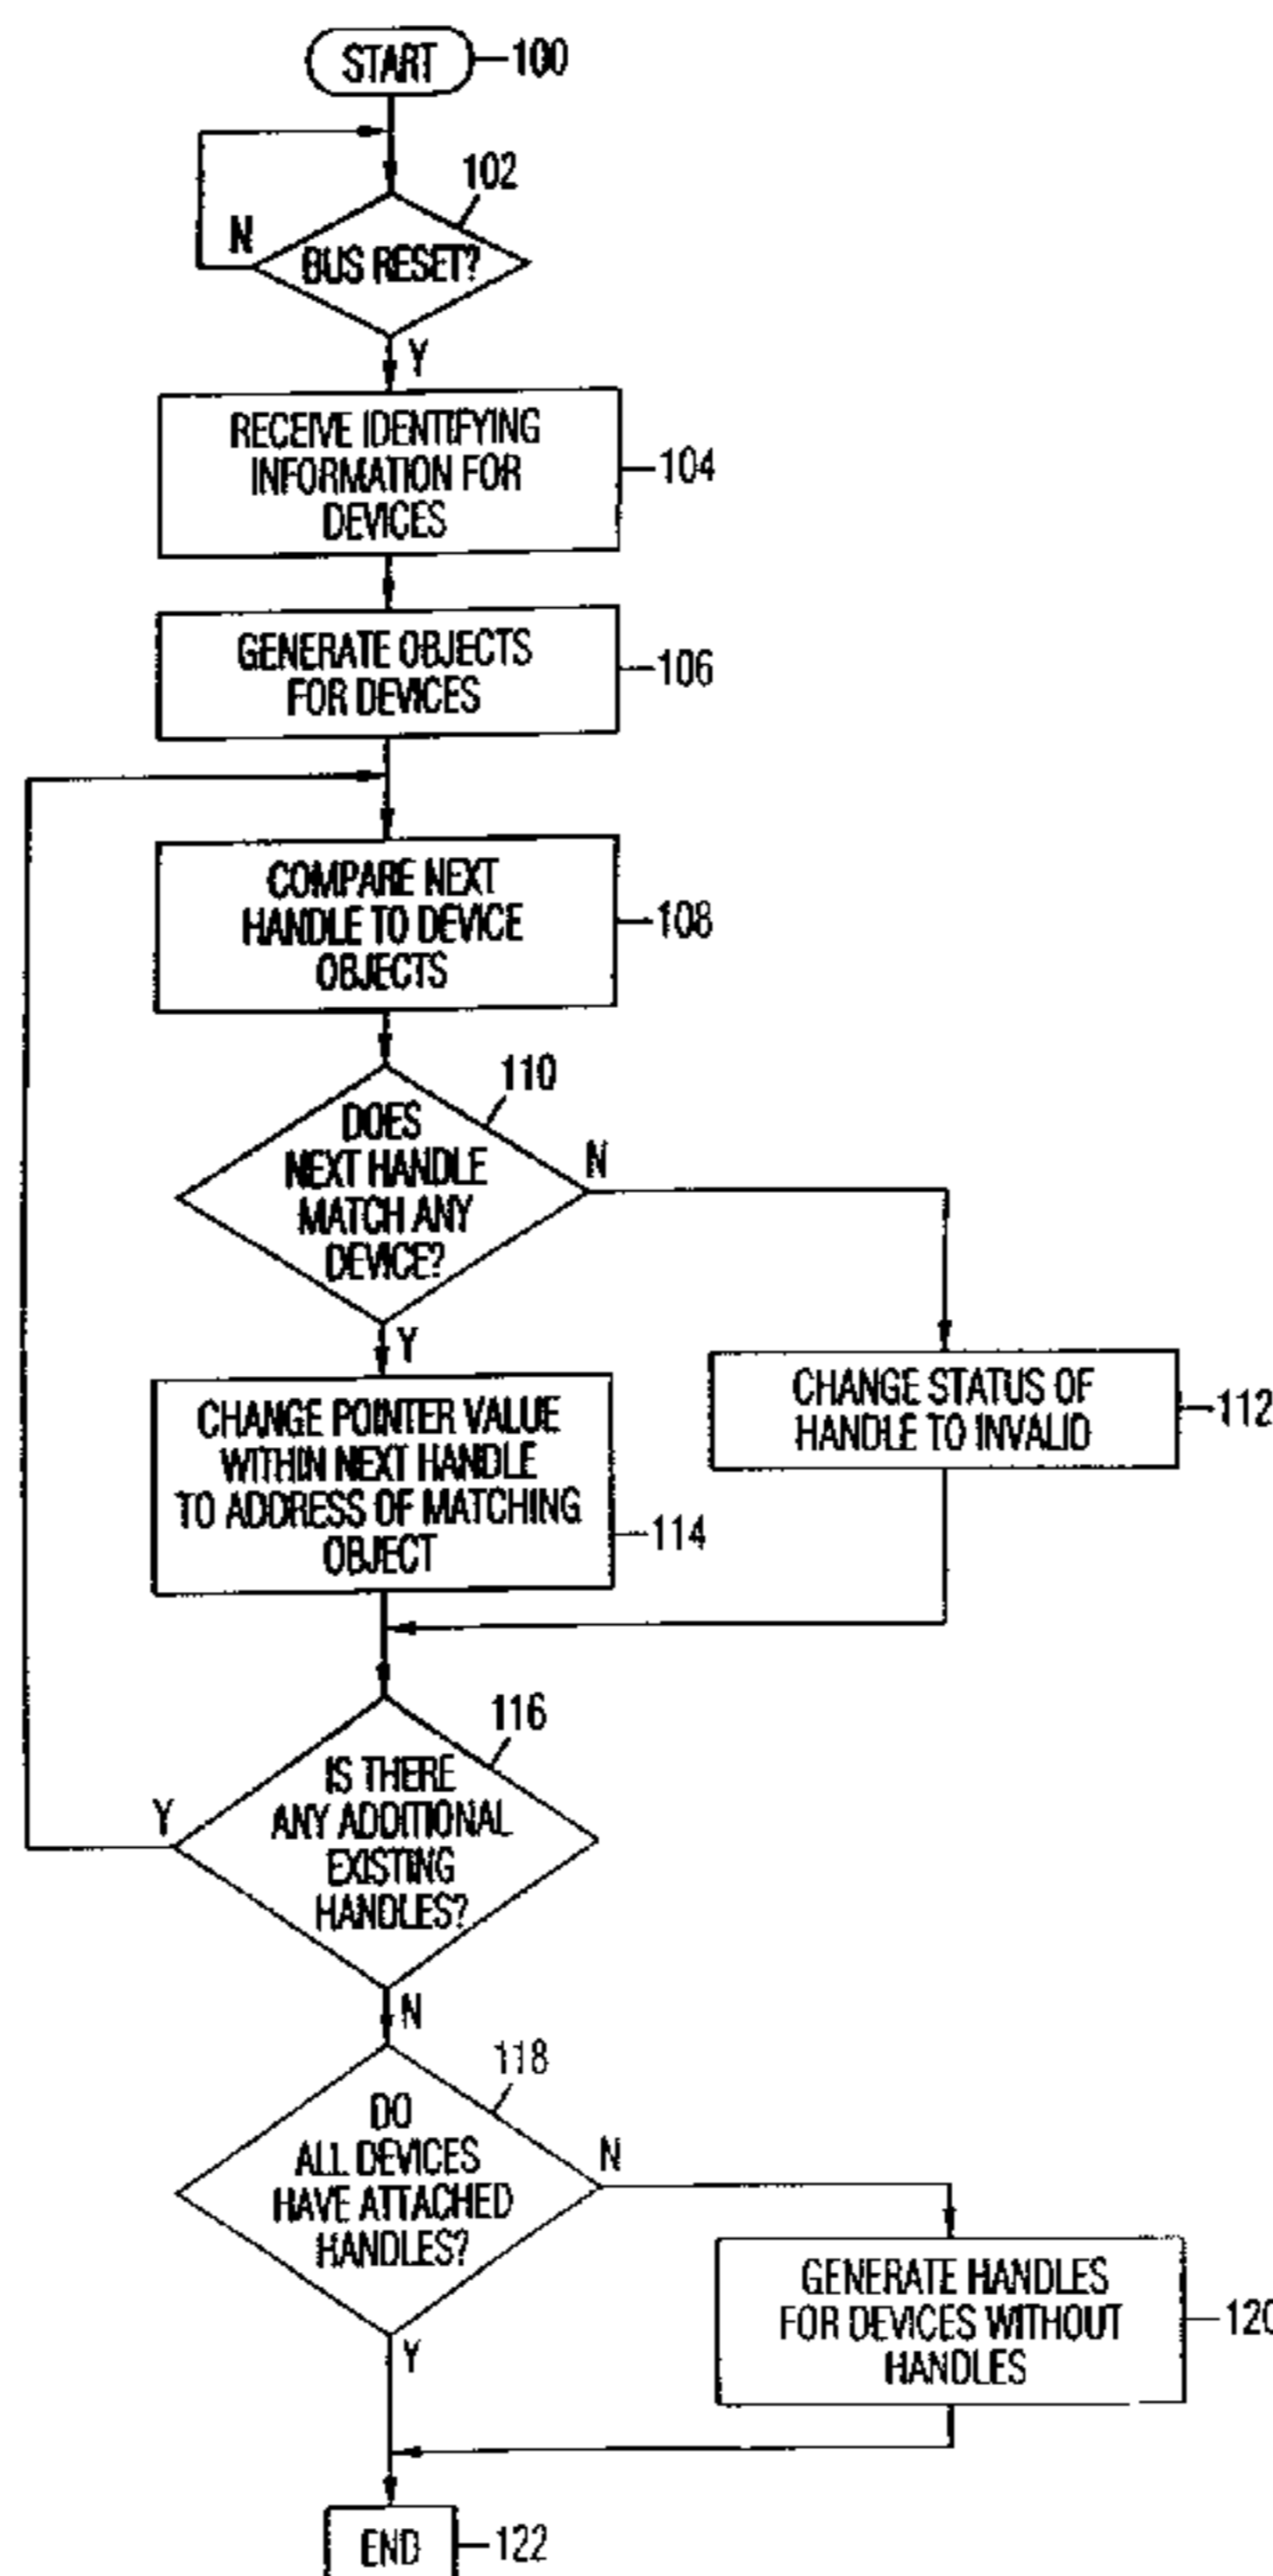 START
100
102
N
BUS RESET?
Y
RECEIVE IDENTIFYING
INFORMATION FOR
DEVICES
104
GENERATE OBJECTS
FOR DEVICES
106
COMPARE NEXT
HANDLE TO DEVICE
OBJECTS
108
110
DOES
NEXT HANDLE
MATCH ANY
DEVICE?
N
Y
CHANGE STATUS OF
HANDLE TO INVALID
112
CHANGE POINTER VALUE
WITHIN NEXT HANDLE
TO ADDRESS OF MATCHING
OBJECT
114
116
IS THERE
ANY ADDITIONAL
EXISTING
HANDLES?
Y
N
118
DO
ALL DEVICES
HAVE ATTACHED
HANDLES?
N
Y
GENERATE HANDLES
FOR DEVICES WITHOUT
HANDLES
120
END
122